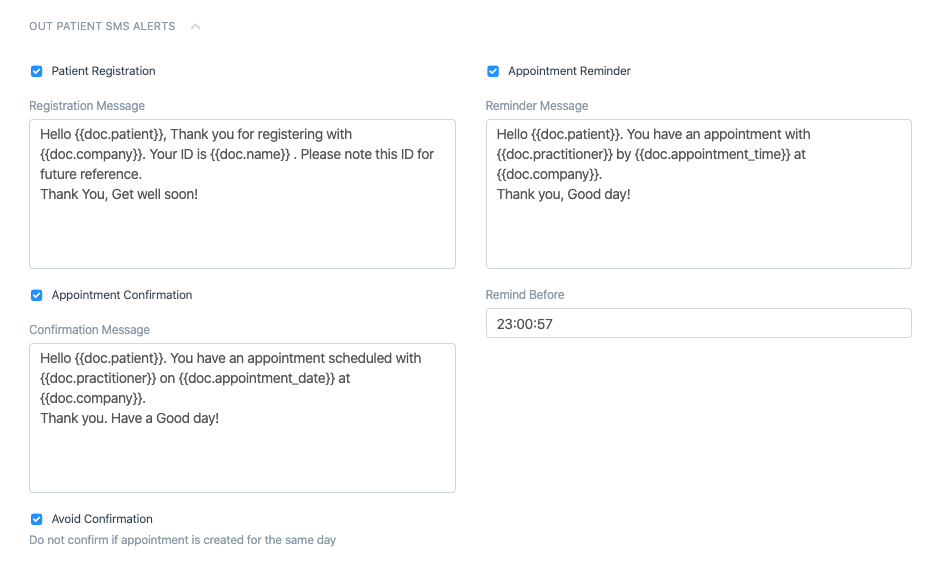 OUT PATIENT SMS ALERTS
Patient Registration
Registration Message
Hello {{doc.patient}}, Thank you for registering with
{{doc.company}}. Your ID is {{doc.name}} . Please note this ID for
future reference.
Thank You, Get well soon!
Appointment Confirmation
Confirmation Message
Hello {{doc.patient}}. You have an appointment scheduled with
{{doc.practitioner}} on {{doc.appointment_date}} at
{{doc.company}}.
Thank you. Have a Good day!
Avoid Confirmation
Do not confirm if appointment is created for the same day
Appointment Reminder
Reminder Message
Hello {{doc.patient}}. You have an appointment with
{{doc.practitioner}} by {{doc.appointment_time}} at
{{doc.company}}.
Thank you, Good day!
Remind Before
23:00:57